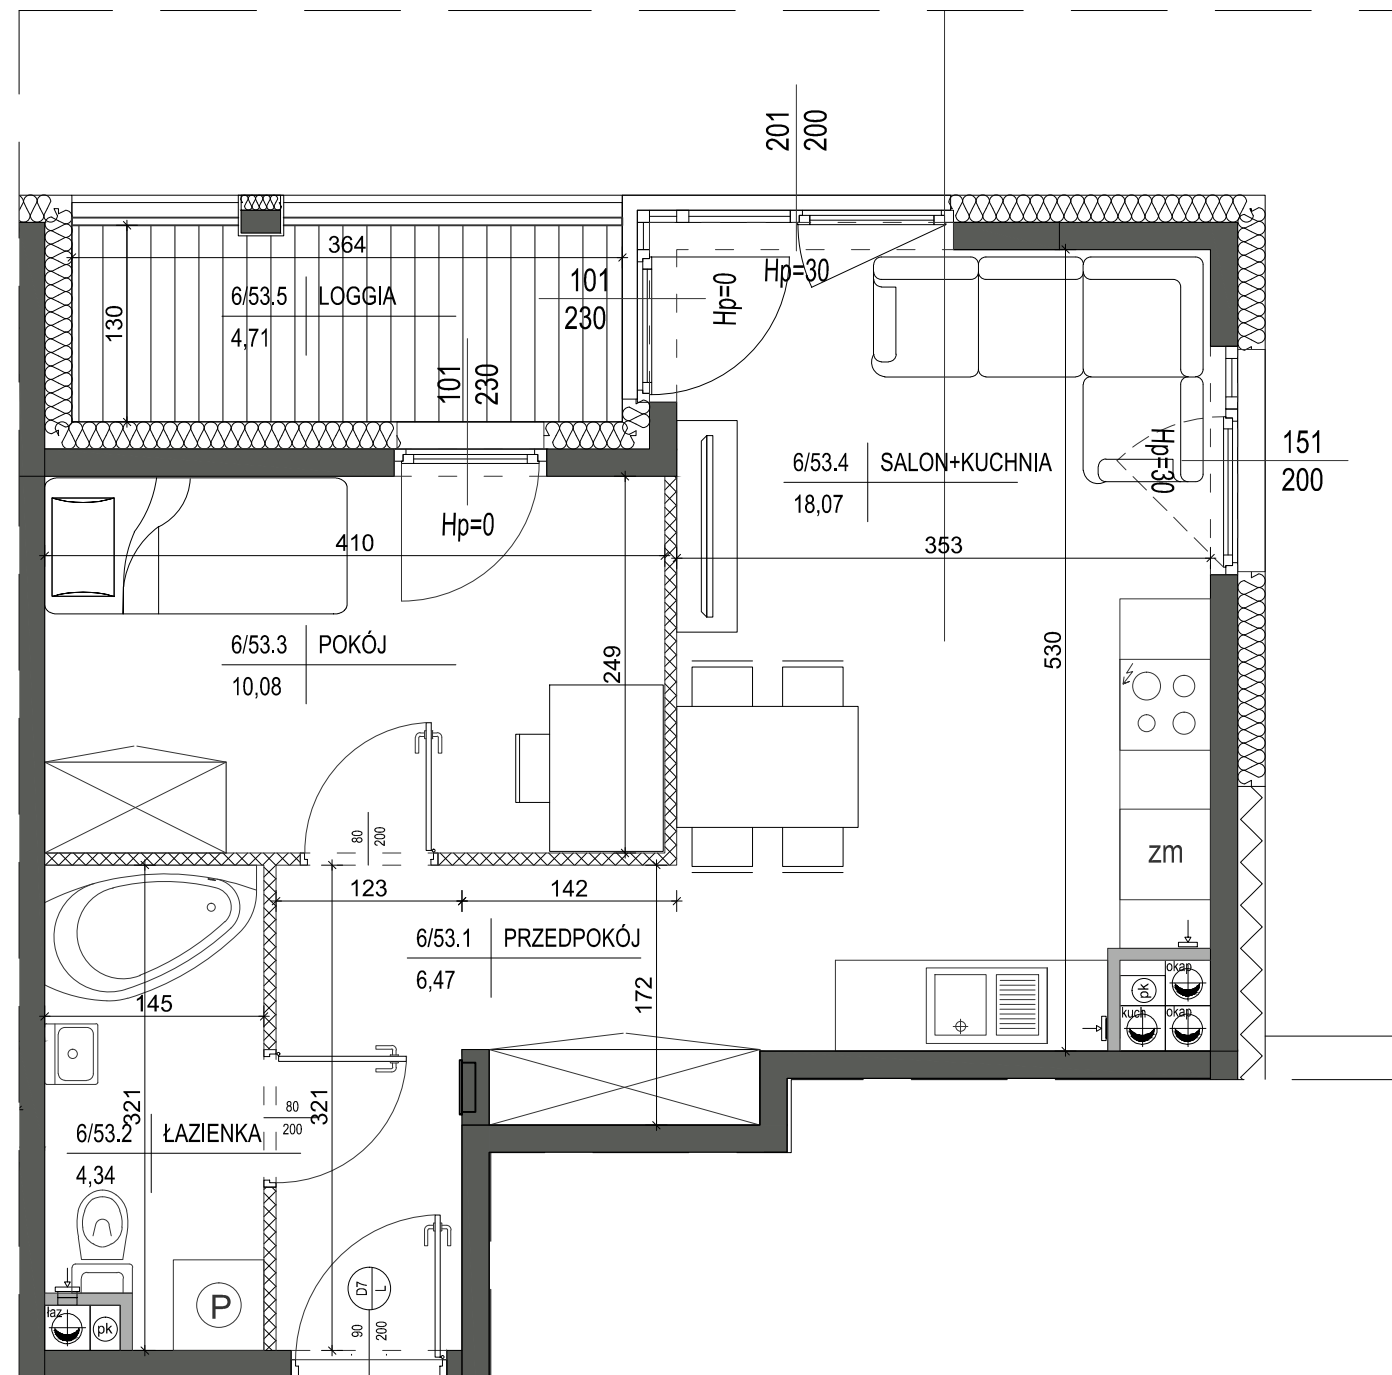 201
200
364
101
230
Hp=0
Hp=30
6/53.5 LOGGIA
4,71
130
101
230
151
200
Hp=30
6/53.4 SALON+KUCHNIA
18,07
Hp=0
410
353
6/53.3 POKÓJ
10,08
249
530
80
200
zm
123
142
6/53.1 PRZEDPOKÓJ
6,47
172
145
okap
pk
kuch
okap
321
321
80
200
6/53.2 ŁAZIENKA
4,34
D7
L
90
200
P
łaz
pk